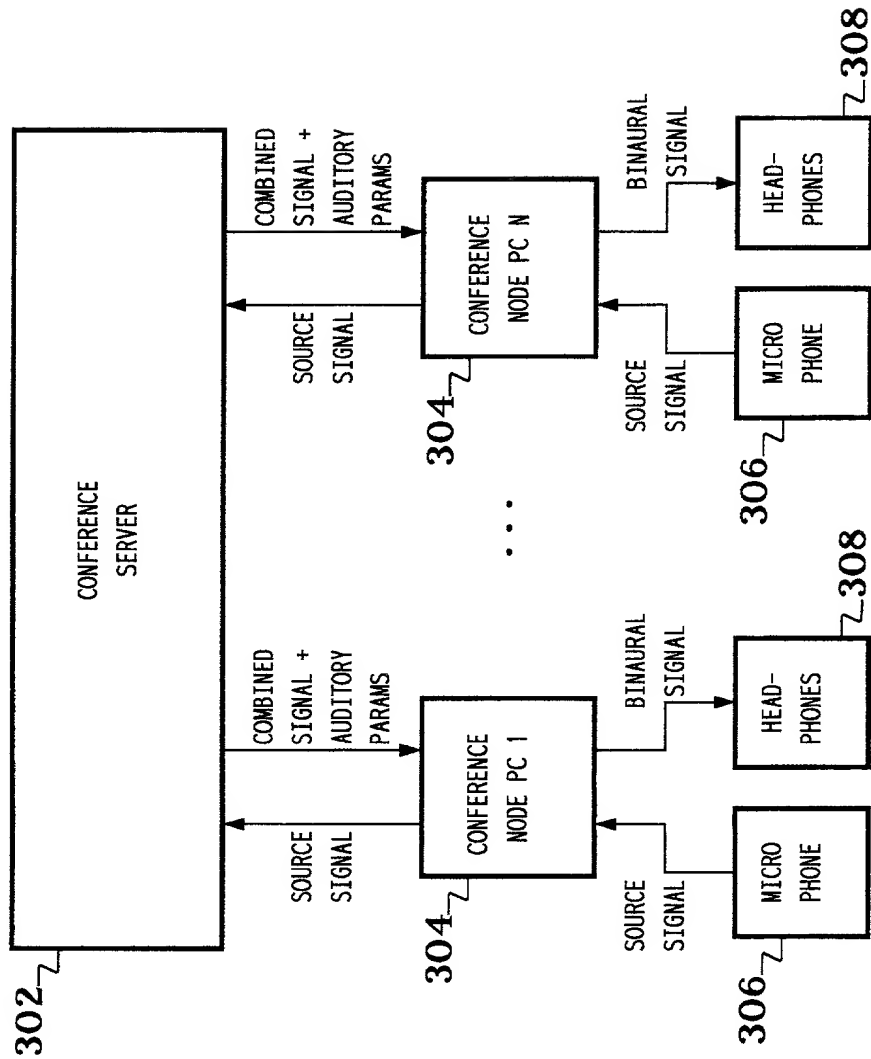 302
CONFERENCE
SERVER
SOURCE
SIGNAL
COMBINED
SIGNAL +
AUDITORY
PARAMS
SOURCE
SIGNAL
COMBINED
SIGNAL +
AUDITORY
PARAMS
304
CONFERENCE
NODE PC 1
• • •
304
CONFERENCE
NODE PC N
SOURCE
SIGNAL
BINAURAL
SIGNAL
SOURCE
SIGNAL
BINAURAL
SIGNAL
306
MICRO
PHONE
HEAD-
PHONES
308
306
MICRO
PHONE
HEAD-
PHONES
308